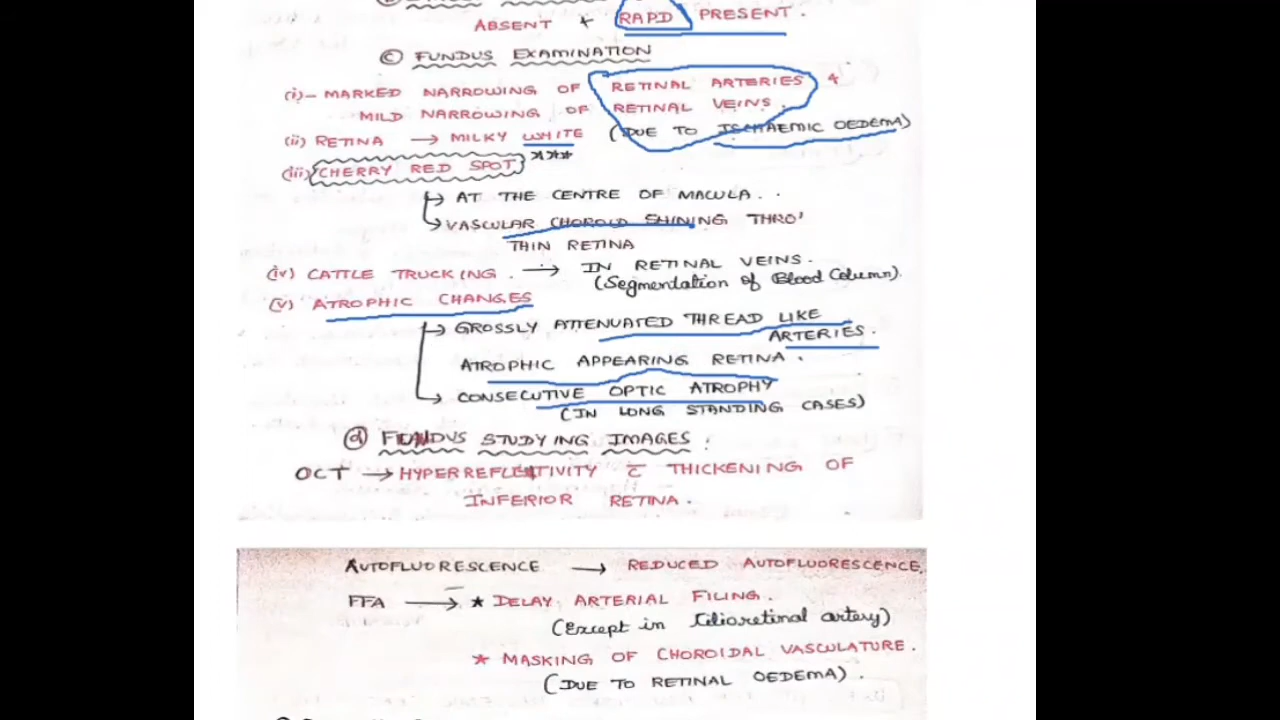 ABSENT + RAPD PRESENT.
(c) FUNDUS EXAMINATION
(i) – MARKED NARROWING OF RETINAL ARTERIES &
MILD NARROWING OF RETINAL VEINS.
(ii) RETINA → MILKY WHITE (DUE TO ISCHAEMIC OEDEMA)
(iii) CHERRY RED SPOT ***
↳ AT THE CENTRE OF MACULA..
↳ VASCULAR CHOROID SHINING THRO'
THIN RETINA
(iv) CATTLE TRUCKING. → IN RETINAL VEINS.
(Segmentation of Blood Column).
(v) ATROPHIC CHANGES
↳ GROSSLY ATTENUATED THREAD LIKE
ARTERIES.
ATROPHIC APPEARING RETINA.
↳ CONSECUTIVE OPTIC ATROPHY
(IN LONG STANDING CASES)
(d) FUNDUS STUDYING IMAGES.
OCT → HYPERREFLECTIVITY c̄ THICKENING OF
INFERIOR RETINA.
AUTOFLUORESCENCE → REDUCED AUTOFLUORESCENCE.
FFA → * DELAY ARTERIAL FILING.
(Except in Cilioretinal artery)
* MASKING OF CHOROIDAL VASCULATURE.
(DUE TO RETINAL OEDEMA).